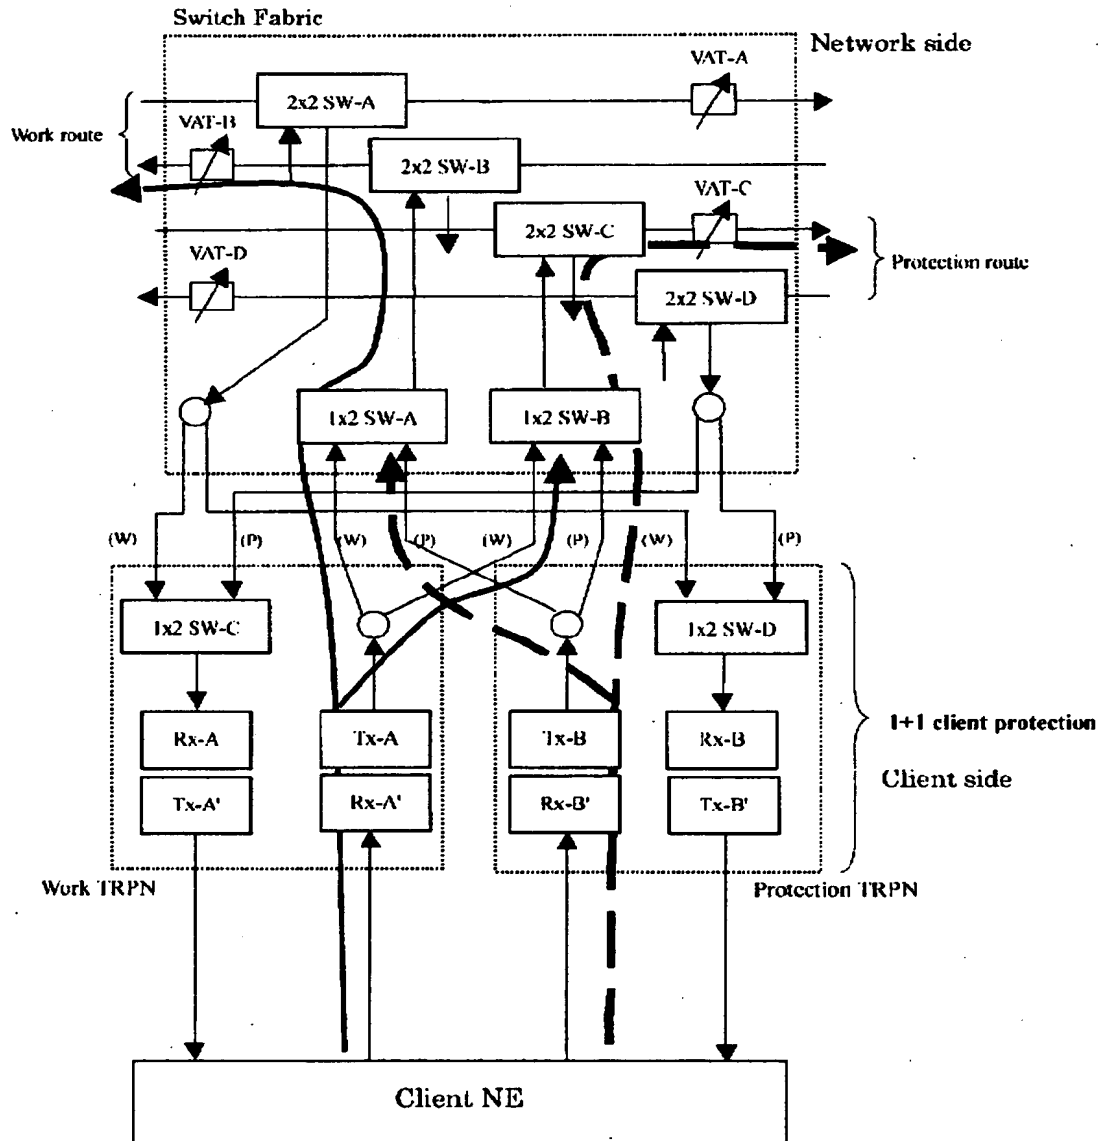 Switch Fabric
Network side
VAT-A
2x2 SW-A
Work route
VAT-B
2x2 SW-B
VAT-C
2x2 SW-C
VAT-D
Protection route
2x2 SW-D
1x2 SW-A
1x2 SW-B
(W)
(P)
(W)
(P)
(W)
(P)
(W)
(P)
1x2 SW-C
1x2 SW-D
Rx-A
Tx-A
Tx-B
Rx-B
1+1 client protection
Client side
Tx-A'
Rx-A'
Rx-B'
Tx-B'
Work TRPN
Protection TRPN
Client NE